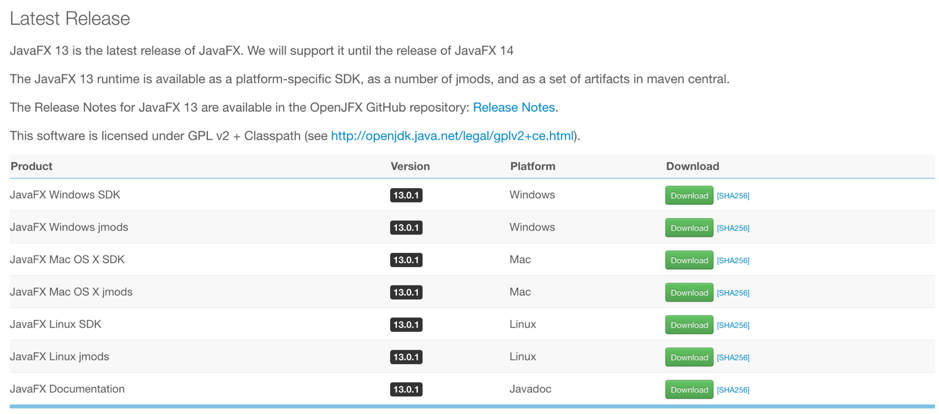 Latest Release
JavaFX 13 is the latest release of JavaFX. We will support it until the release of JavaFX 14
The JavaFX 13 runtime is available as a platform-specific SDK, as a number of jmods, and as a set of artifacts in maven central.
The Release Notes for JavaFX 13 are available in the OpenJFX GitHub repository: Release Notes.
This software is licensed under GPL v2 + Classpath (see http://openjdk.java.net/legal/gplv2+ce.html).
Product Version Platform Download
JavaFX Windows SDK 13.0.1 Windows Download [SHA256]
JavaFX Windows jmods 13.0.1 Windows Download [SHA256]
JavaFX Mac OS X SDK 13.0.1 Mac Download [SHA256]
JavaFX Mac OS X jmods 13.0.1 Mac Download [SHA256]
JavaFX Linux SDK 13.0.1 Linux Download [SHA256]
JavaFX Linux jmods 13.0.1 Linux Download [SHA256]
JavaFX Documentation 13.0.1 Javadoc Download [SHA256]